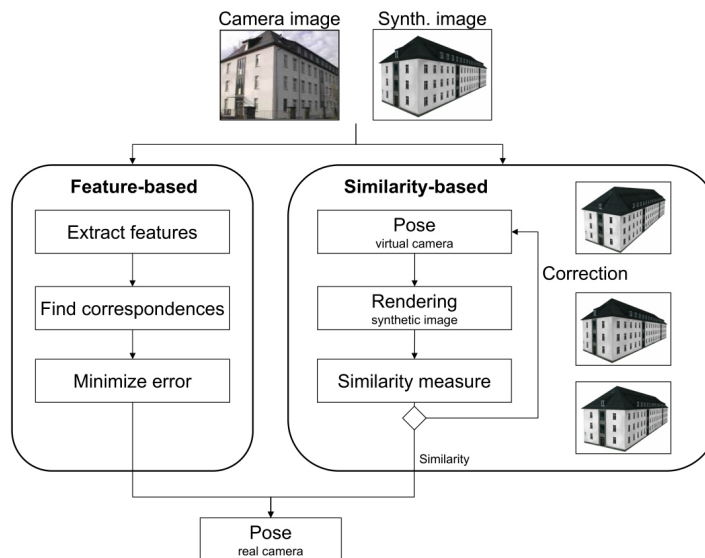 Camera image
Synth. image
Feature-based
Extract features
Find correspondences
Minimize error
Similarity-based
Pose
virtual camera
Rendering
synthetic image
Similarity measure
Correction
Similarity
Pose
real camera